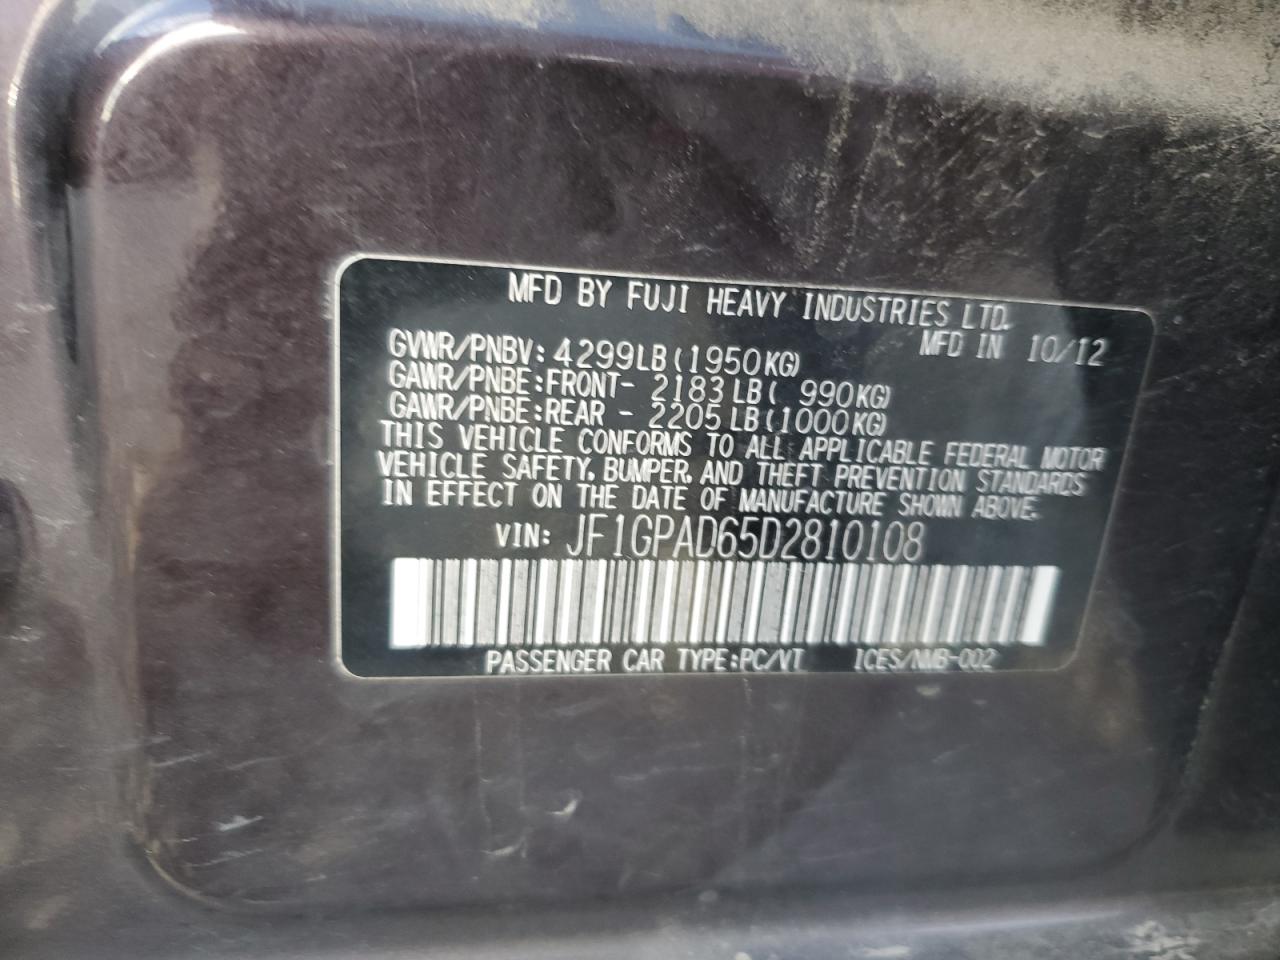 MFD BY FUJI HEAVY INDUSTRIES LTD.
MFD IN 10/12
GVWR/PNBV: 4299LB (1950KG)
GAWR/PNBE:FRONT- 2183LB ( 990KG)
GAWR/PNBE:REAR - 2205LB (1000KG)
THIS VEHICLE CONFORMS TO ALL APPLICABLE FEDERAL MOTOR
VEHICLE SAFETY, BUMPER, AND THEFT PREVENTION STANDARDS
IN EFFECT ON THE DATE OF MANUFACTURE SHOWN ABOVE.
VIN: JF1GPAD65D2810108
PASSENGER CAR TYPE:PC/VT ICES/NMB-002